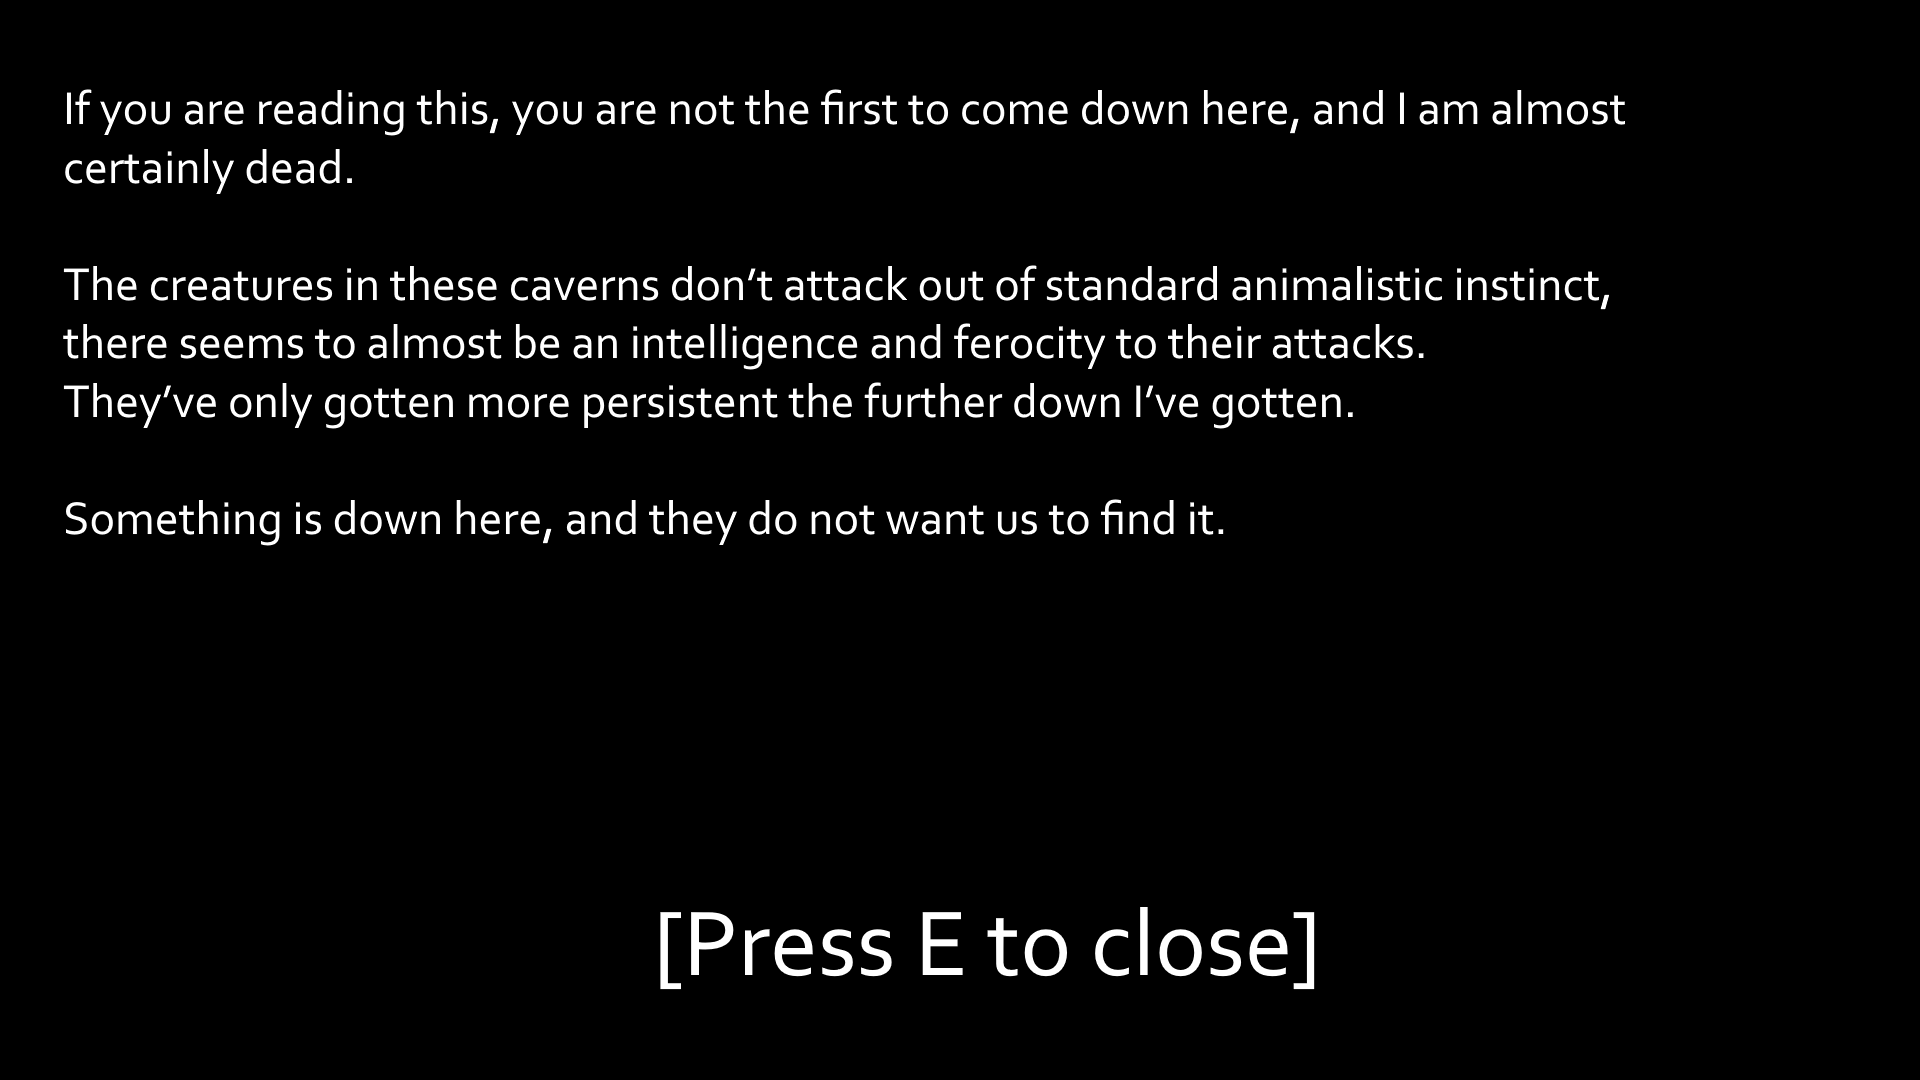 If you are reading this, you are not the first to come down here, and I am almost
certainly dead.
The creatures in these caverns don’t attack out of standard animalistic instinct,
there seems to almost be an intelligence and ferocity to their attacks.
They’ve only gotten more persistent the further down I’ve gotten.
Something is down here, and they do not want us to find it.
[Press E to close]